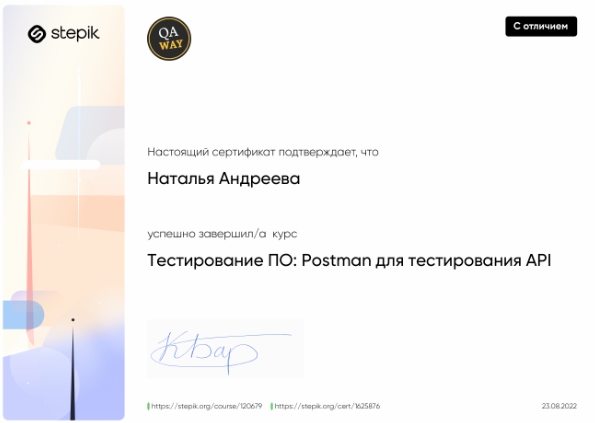 stepik
QA
WAY
С отличием
Настоящий сертификат подтверждает, что
Наталья Андреева
успешно завершил/а курс
Тестирование ПО: Postman для тестирования API
КБар
https://stepik.org/course/120679 https://stepik.org/cert/1625876 23.08.2022